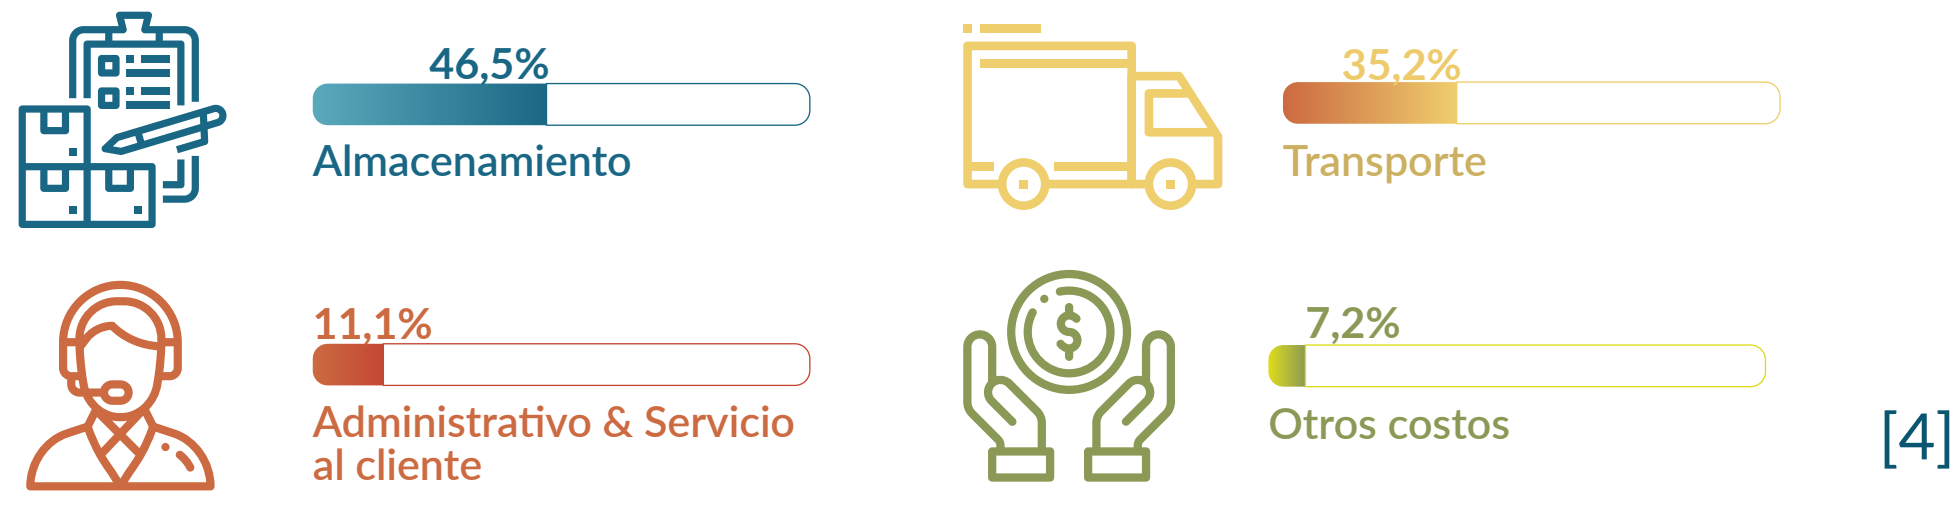 46,5%
Almacenamiento
35,2%
Transporte
11,1%
Administrativo & Servicio
al cliente
$
7,2%
Otros costos
[4]